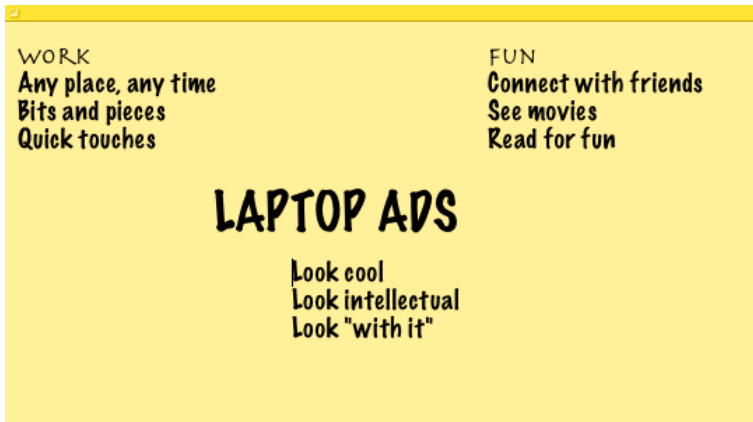 WORK
Any place, any time
Bits and pieces
Quick touches
FUN
Connect with friends
See movies
Read for fun
LAPTOP ADS
Look cool
Look intellectual
Look "with it"